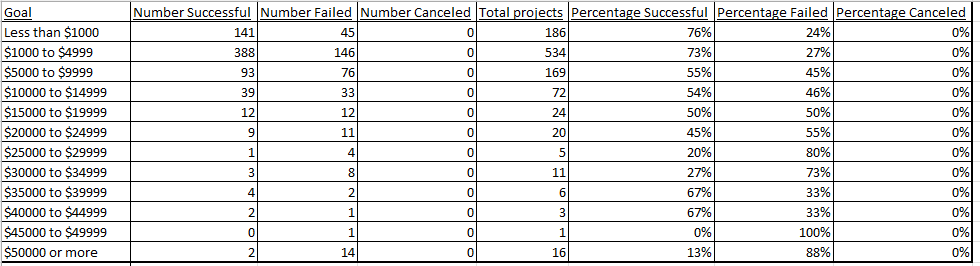 Goal Number Successful Number Failed Number Canceled Total projects Percentage Successful Percentage Failed Percentage Canceled
Less than $1000 141 45 0 186 76% 24% 0%
$1000 to $4999 388 146 0 534 73% 27% 0%
$5000 to $9999 93 76 0 169 55% 45% 0%
$10000 to $14999 39 33 0 72 54% 46% 0%
$15000 to $19999 12 12 0 24 50% 50% 0%
$20000 to $24999 9 11 0 20 45% 55% 0%
$25000 to $29999 1 4 0 5 20% 80% 0%
$30000 to $34999 3 8 0 11 27% 73% 0%
$35000 to $39999 4 2 0 6 67% 33% 0%
$40000 to $44999 2 1 0 3 67% 33% 0%
$45000 to $49999 0 1 0 1 0% 100% 0%
$50000 or more 2 14 0 16 13% 88% 0%